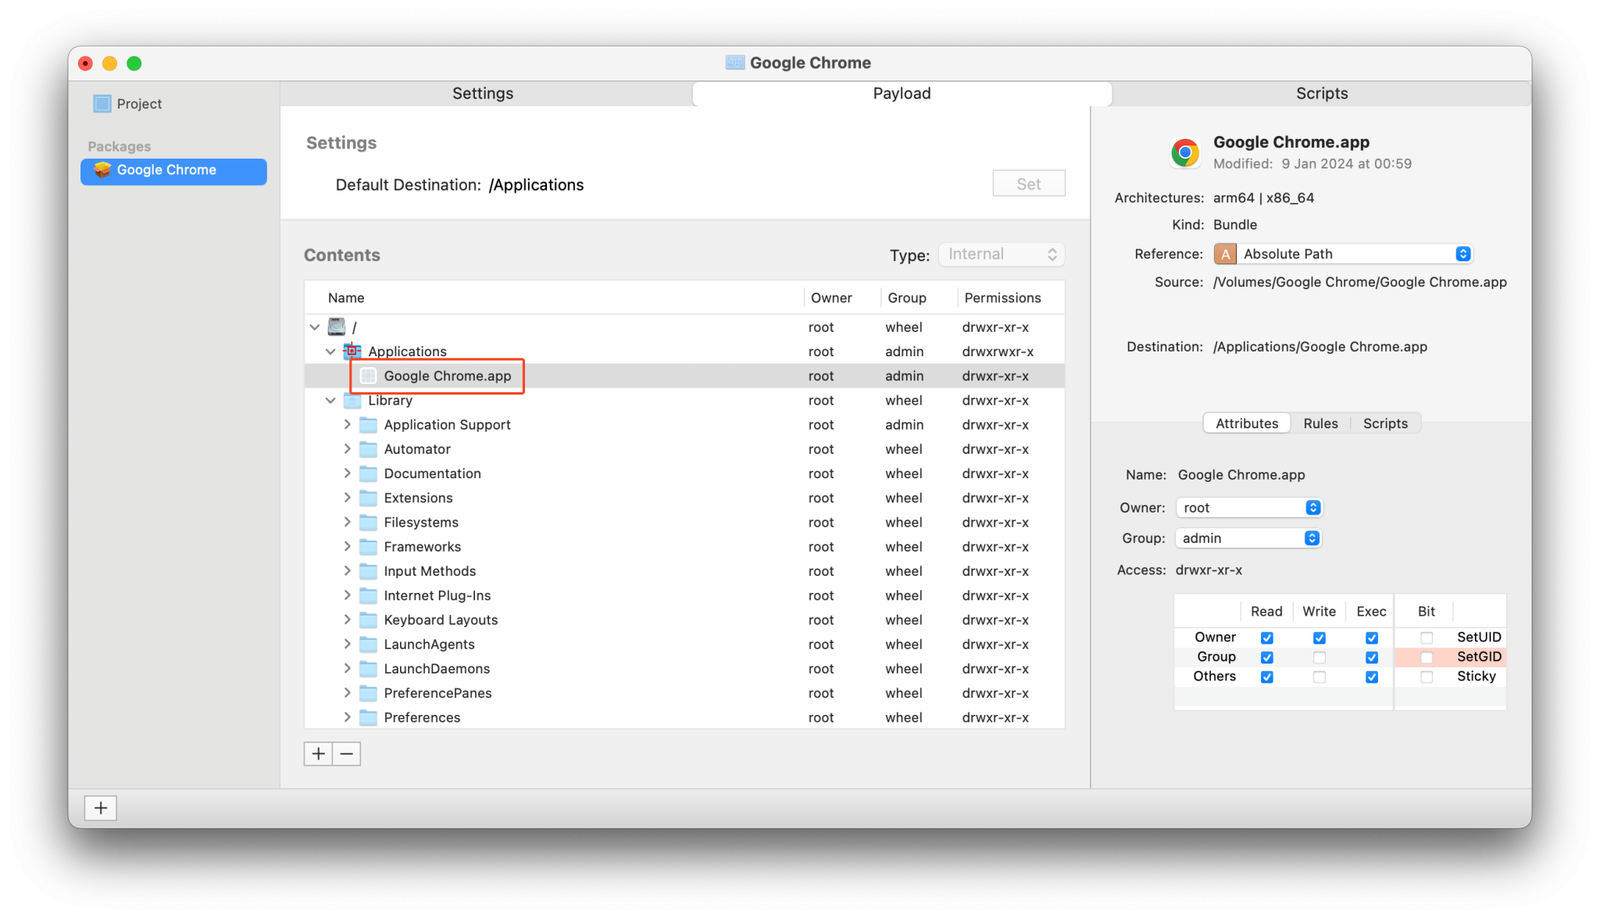 Google Chrome
Project
Packages
Google Chrome
Settings
Payload
Scripts
Settings
Default Destination: /Applications
Set
Contents
Type: Internal
Name Owner Group Permissions
/ root wheel drwxr-xr-x
Applications root admin drwxrwxr-x
Google Chrome.app root admin drwxr-xr-x
Library root wheel drwxr-xr-x
Application Support root admin drwxr-xr-x
Automator root wheel drwxr-xr-x
Documentation root wheel drwxr-xr-x
Extensions root wheel drwxr-xr-x
Filesystems root wheel drwxr-xr-x
Frameworks root wheel drwxr-xr-x
Input Methods root wheel drwxr-xr-x
Internet Plug-Ins root wheel drwxr-xr-x
Keyboard Layouts root wheel drwxr-xr-x
LaunchAgents root wheel drwxr-xr-x
LaunchDaemons root wheel drwxr-xr-x
PreferencePanes root wheel drwxr-xr-x
Preferences root wheel drwxr-xr-x
Google Chrome.app
Modified: 9 Jan 2024 at 00:59
Architectures: arm64 | x86_64
Kind: Bundle
Reference: A Absolute Path
Source: /Volumes/Google Chrome/Google Chrome.app
Destination: /Applications/Google Chrome.app
Attributes Rules Scripts
Name: Google Chrome.app
Owner: root
Group: admin
Access: drwxr-xr-x
Read Write Exec Bit
Owner SetUID
Group SetGID
Others Sticky